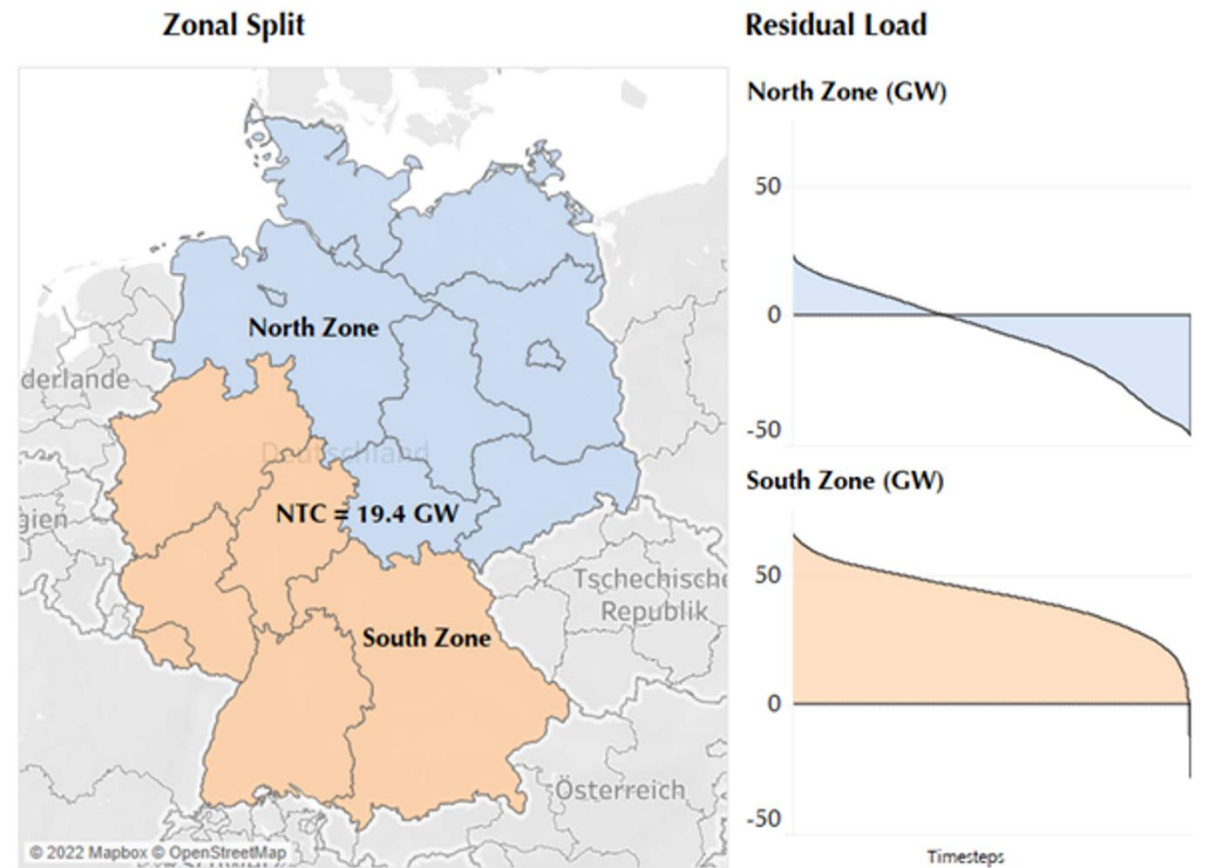 Zonal Split
Residual Load
North Zone (GW)
50
0
-50
South Zone (GW)
50
0
-50
Timesteps
North Zone
derlande
Deutschland
NTC = 19.4 GW
gien
Tschechische
Republik
South Zone
Österreich
© 2022 Mapbox © OpenStreetMap